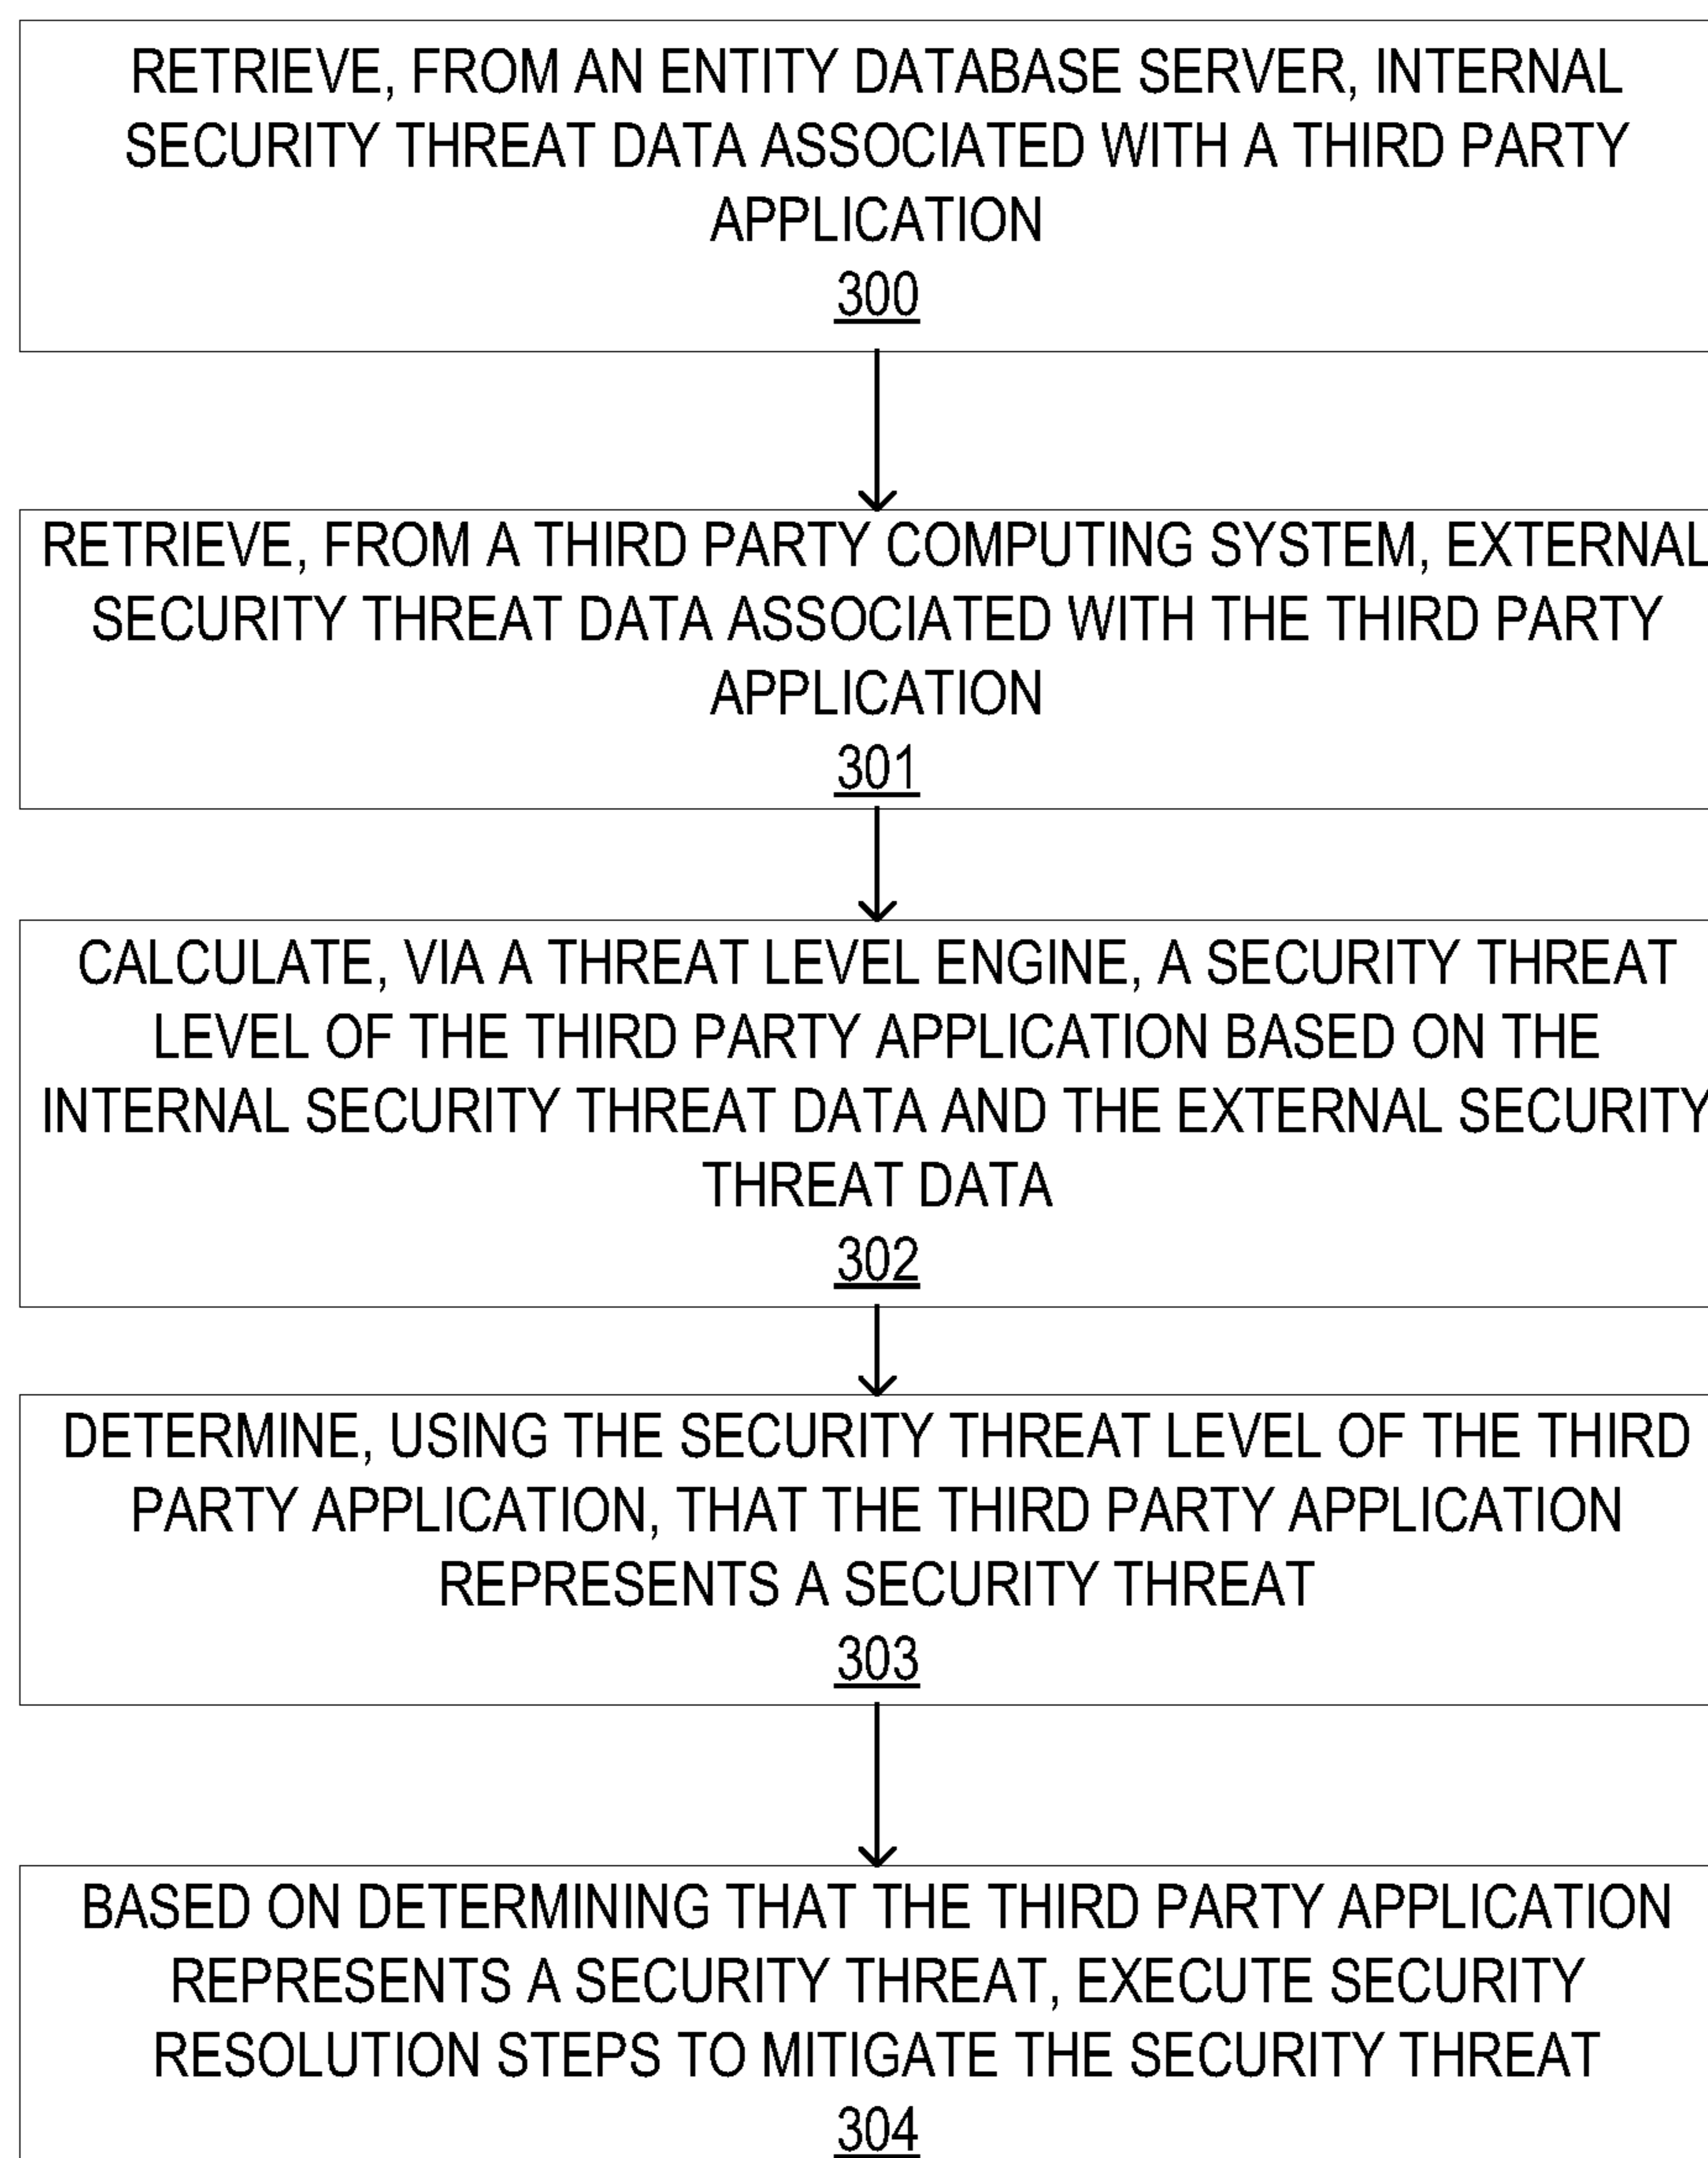 RETRIEVE, FROM AN ENTITY DATABASE SERVER, INTERNAL
SECURITY THREAT DATA ASSOCIATED WITH A THIRD PARTY
APPLICATION
300
RETRIEVE, FROM A THIRD PARTY COMPUTING SYSTEM, EXTERNAL
SECURITY THREAT DATA ASSOCIATED WITH THE THIRD PARTY
APPLICATION
301
CALCULATE, VIA A THREAT LEVEL ENGINE, A SECURITY THREAT
LEVEL OF THE THIRD PARTY APPLICATION BASED ON THE
INTERNAL SECURITY THREAT DATA AND THE EXTERNAL SECURITY
THREAT DATA
302
DETERMINE, USING THE SECURITY THREAT LEVEL OF THE THIRD
PARTY APPLICATION, THAT THE THIRD PARTY APPLICATION
REPRESENTS A SECURITY THREAT
303
BASED ON DETERMINING THAT THE THIRD PARTY APPLICATION
REPRESENTS A SECURITY THREAT, EXECUTE SECURITY
RESOLUTION STEPS TO MITIGATE THE SECURITY THREAT
304